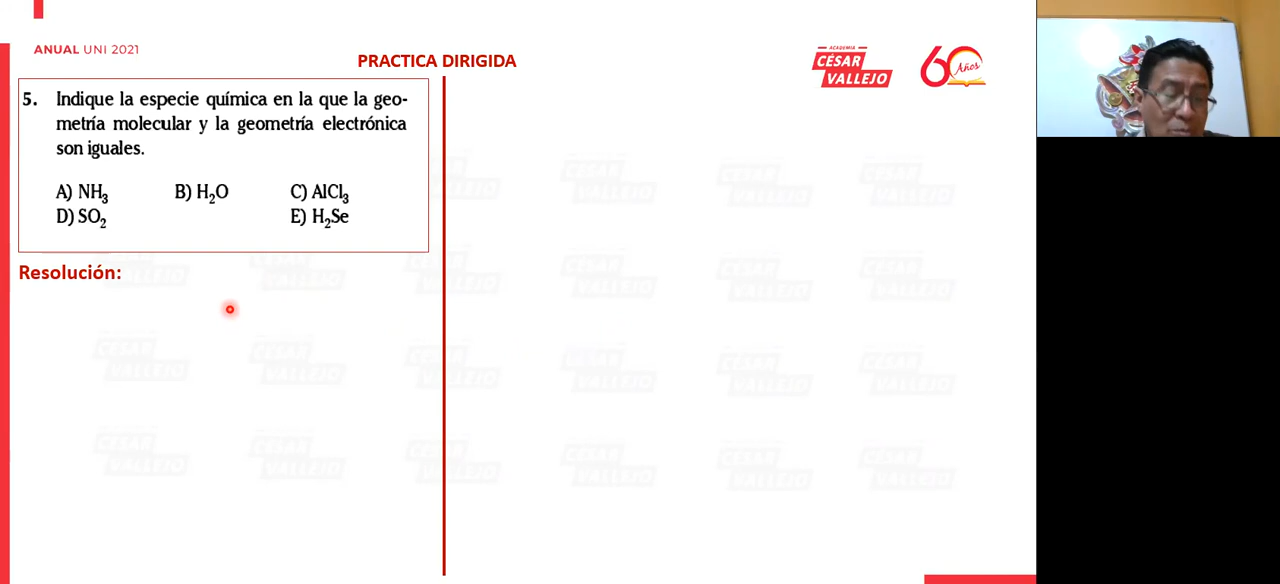 ANUAL UNI 2021
PRACTICA DIRIGIDA
ACADEMIA
CÉSAR
VALLEJO
60 Años
5. Indique la especie química en la que la geo-
metría molecular y la geometría electrónica
son iguales.
A) NH₃ B) H₂O C) AlCl₃
D) SO₂ E) H₂Se
Resolución: